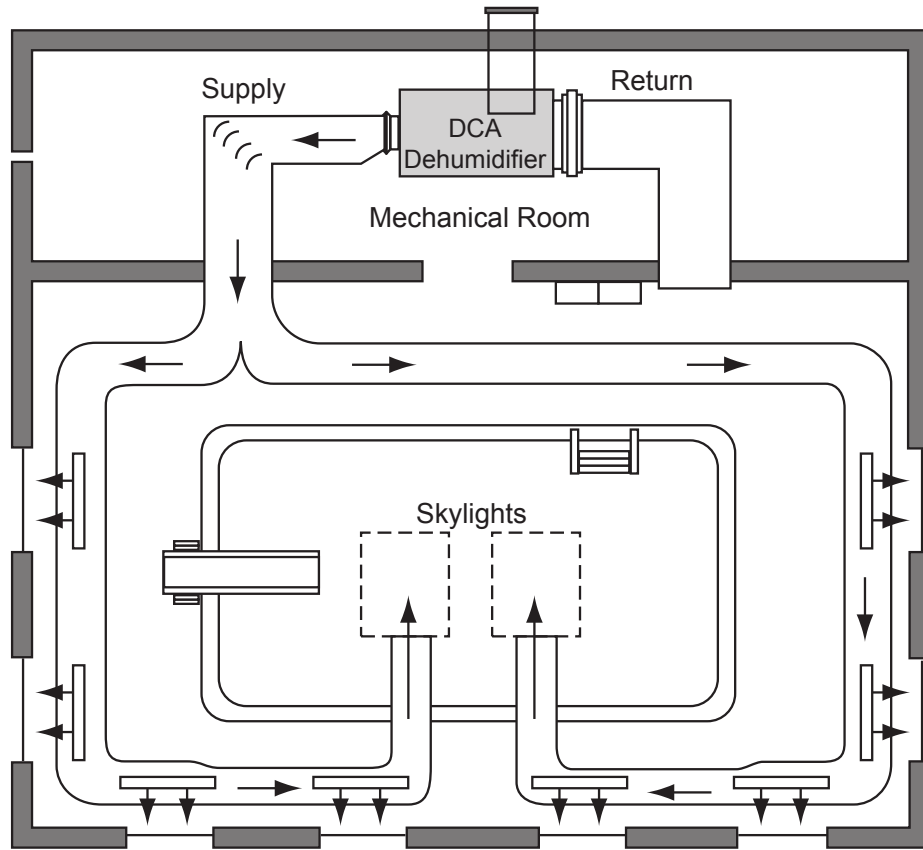 Supply
Return
DCA
Dehumidifier
Mechanical Room
Skylights